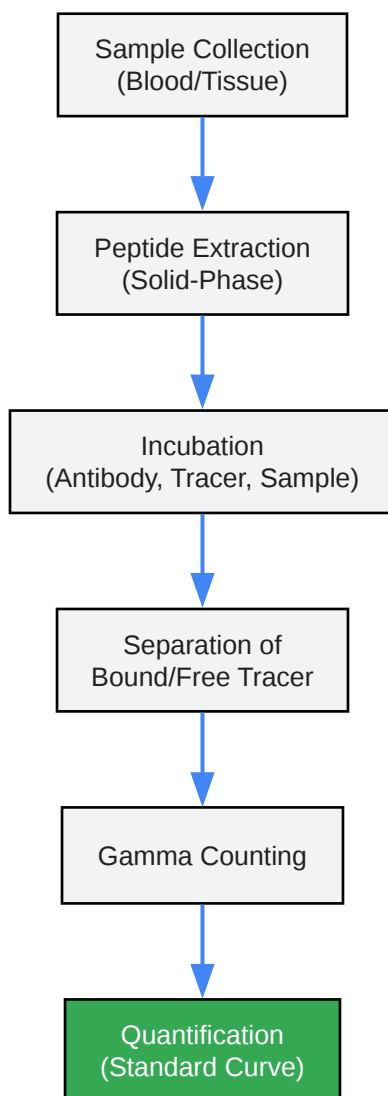 Sample Collection
(Blood/Tissue)
Peptide Extraction
(Solid-Phase)
Incubation
(Antibody, Tracer, Sample)
Separation of
Bound/Free Tracer
Gamma Counting
Quantification
(Standard Curve)